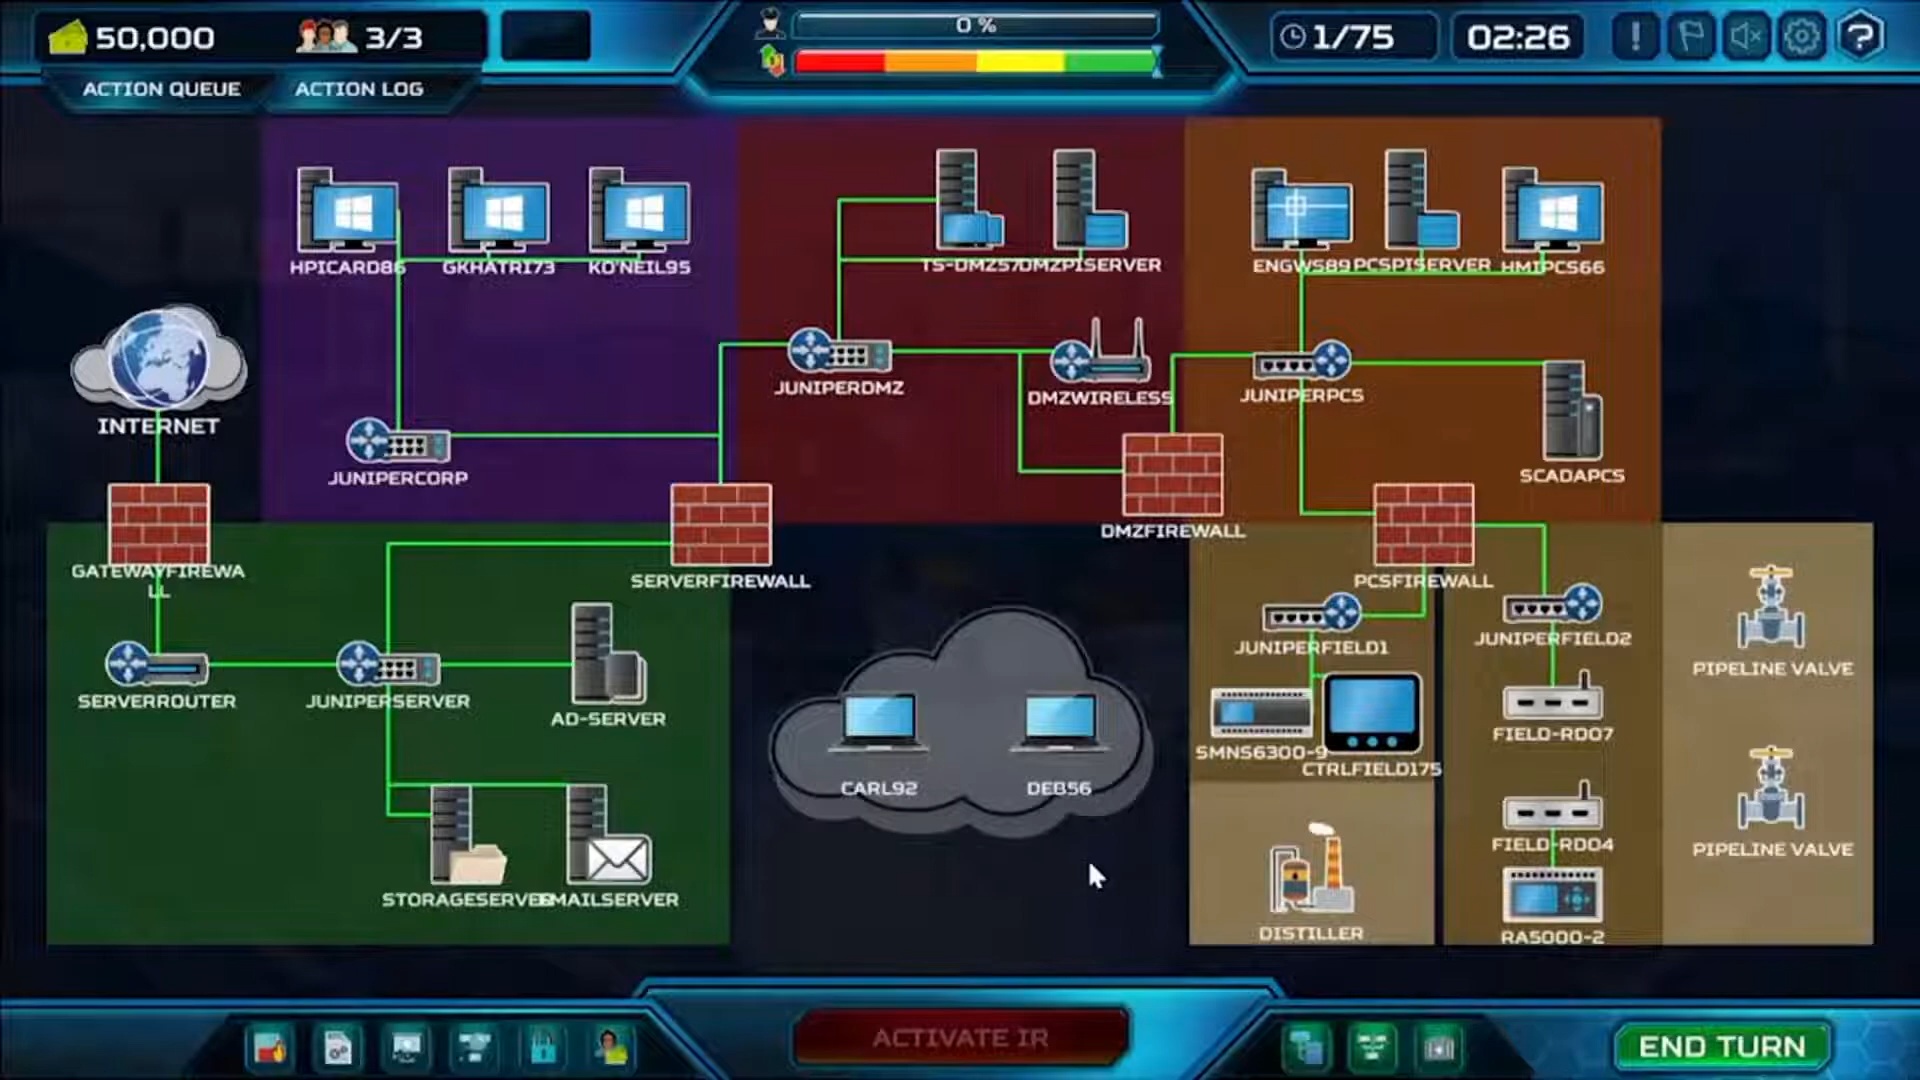 50,000
3/3
0 %
1/75
02:26
ACTION QUEUE
ACTION LOG
HPICARD86
GKHATRI73
KO'NEIL95
TS-DMZ57
DMZPISERVER
ENGWS89
PCSPISERVER
HMIPCS66
INTERNET
JUNIPERCORP
JUNIPERDMZ
DMZWIRELESS
JUNIPERPCS
SCADAPCS
GATEWAYFIREWA
LL
SERVERFIREWALL
DMZFIREWALL
PCSFIREWALL
SERVERROUTER
JUNIPERSERVER
AD-SERVER
JUNIPERFIELD1
JUNIPERFIELD2
PIPELINE VALVE
SMNS6300-9
CTRLFIELD175
FIELD-RD07
CARL92
DEB56
FIELD-RD04
PIPELINE VALVE
STORAGESERVER
EMAILSERVER
DISTILLER
RA5000-2
ACTIVATE IR
END TURN